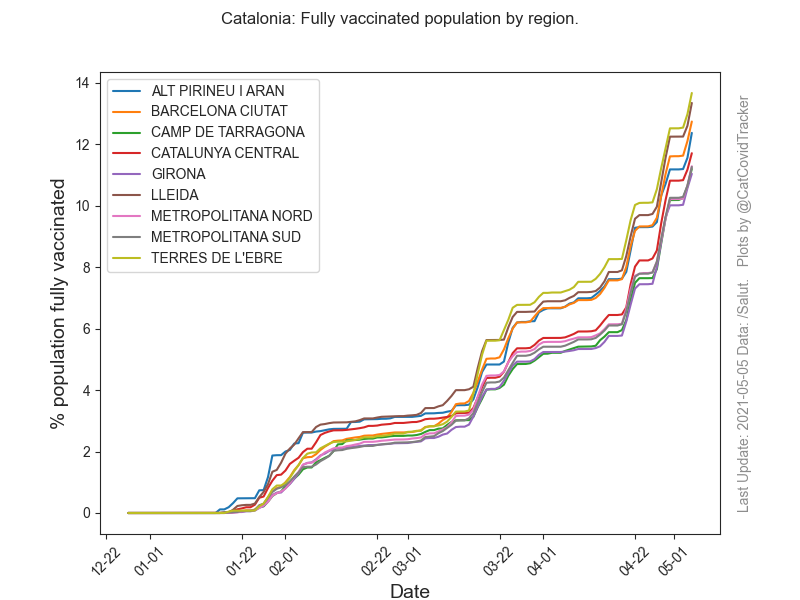 Catalonia: Fully vaccinated population by region.
14
12
10
8
6
4
2
0
% population fully vaccinated
ALT PIRINEU I ARAN
BARCELONA CIUTAT
CAMP DE TARRAGONA
CATALUNYA CENTRAL
GIRONA
LLEIDA
METROPOLITANA NORD
METROPOLITANA SUD
TERRES DE L'EBRE
12-22
01-01
01-22
02-01
02-22
03-01
03-22
04-01
04-22
05-01
Date
Last Update: 2021-05-05 Data: /Salut. Plots by @CatCovidTracker